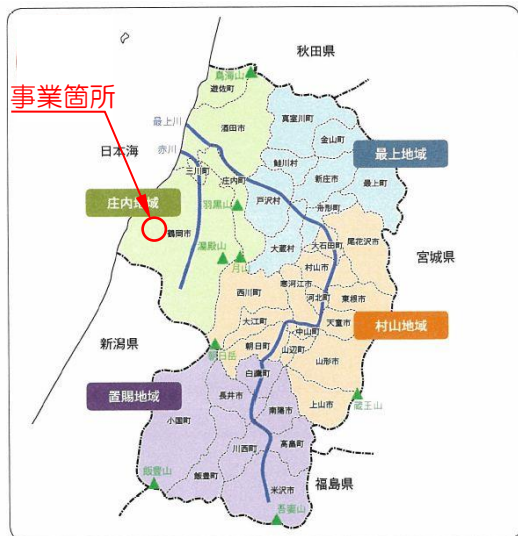 秋田県
鳥海山
遊佐町
事業箇所
真室川町
金山町
最上川
酒田市
日本海
赤川
鮭川村
最上地域
三川町
新庄市
庄内町
最上町
戸沢村
舟形町
庄内地域
羽黒山
鶴岡市
大蔵村
大石田町
尾花沢市
湯殿山
月山
村山市
宮城県
西川町
寒河江市
河北町
東根市
大江町
天童市
中山町
村山地域
新潟県
朝日町
山辺町
朝日岳
山形市
白鷹町
置賜地域
長井市
上山市
蔵王山
南陽市
小国町
川西町
高畠町
飯豊山
飯豊町
福島県
米沢市
吾妻山